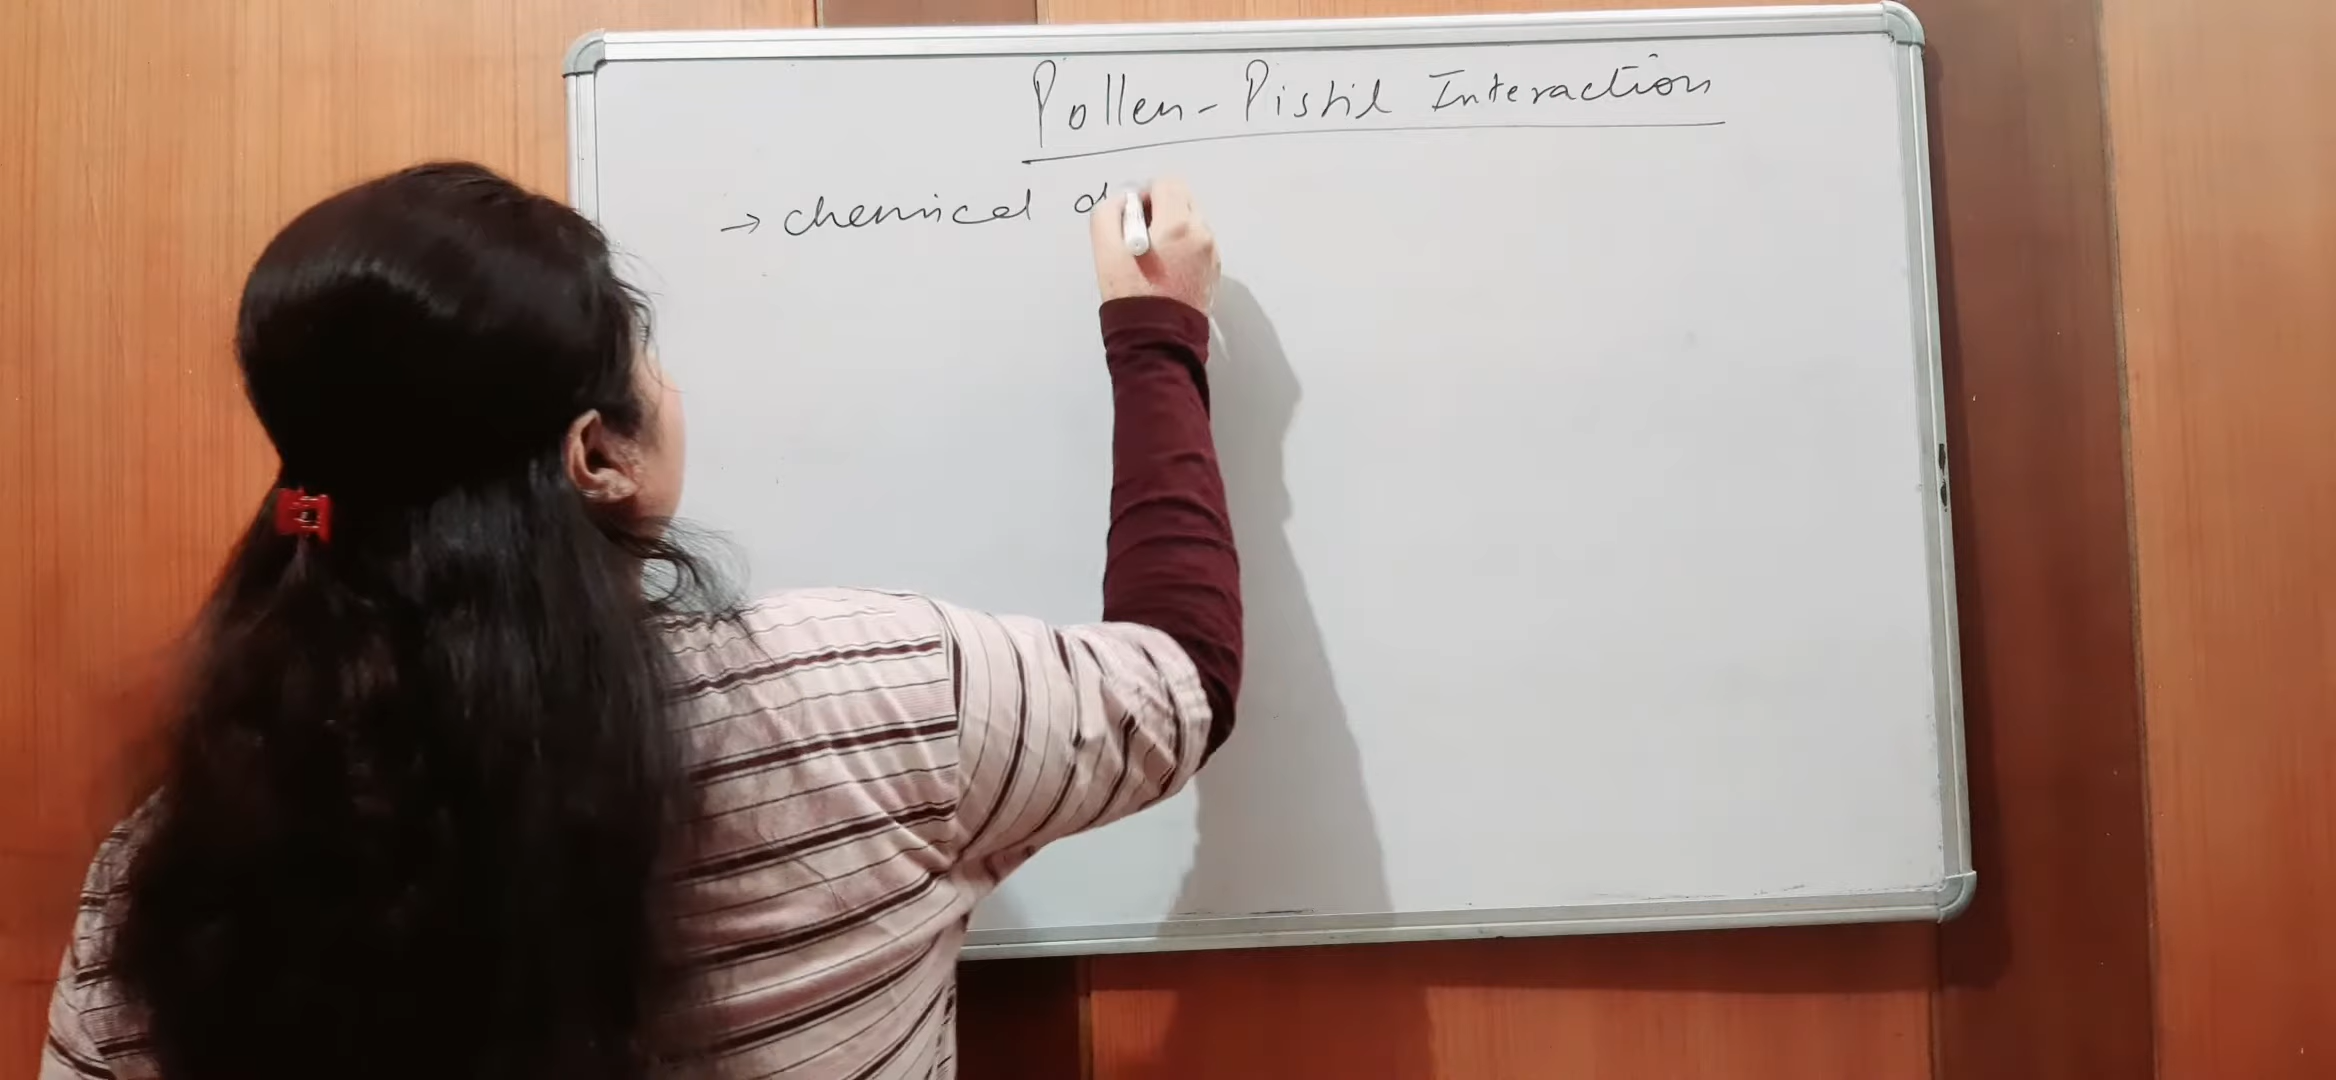 Pollen-Pistil Interaction
→ chemical d